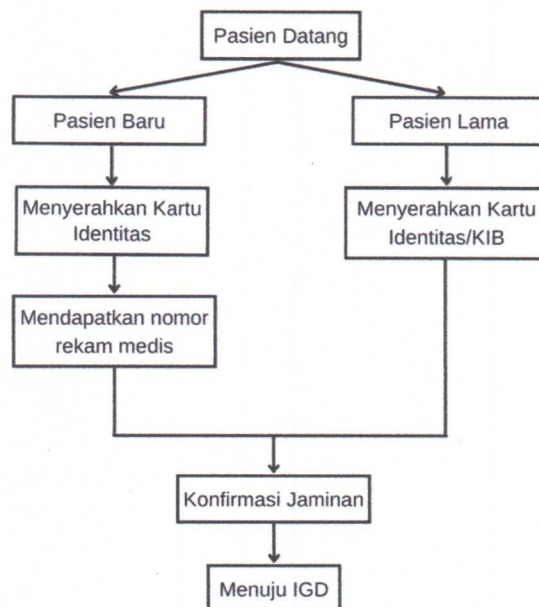 Pasien Datang
Pasien Baru
Pasien Lama
Menyerahkan Kartu
Identitas
Menyerahkan Kartu
Identitas/KIB
Mendapatkan nomor
rekam medis
Konfirmasi Jaminan
Menuju IGD